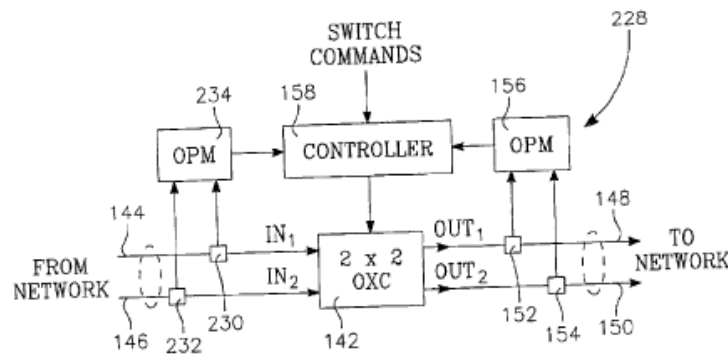 SWITCH
COMMANDS
228
234
158
156
OPM
CONTROLLER
OPM
144
148
IN1
OUT1
FROM
NETWORK
2 x 2
OXC
TO
NETWORK
IN2
OUT2
146
232
230
142
152
154
150